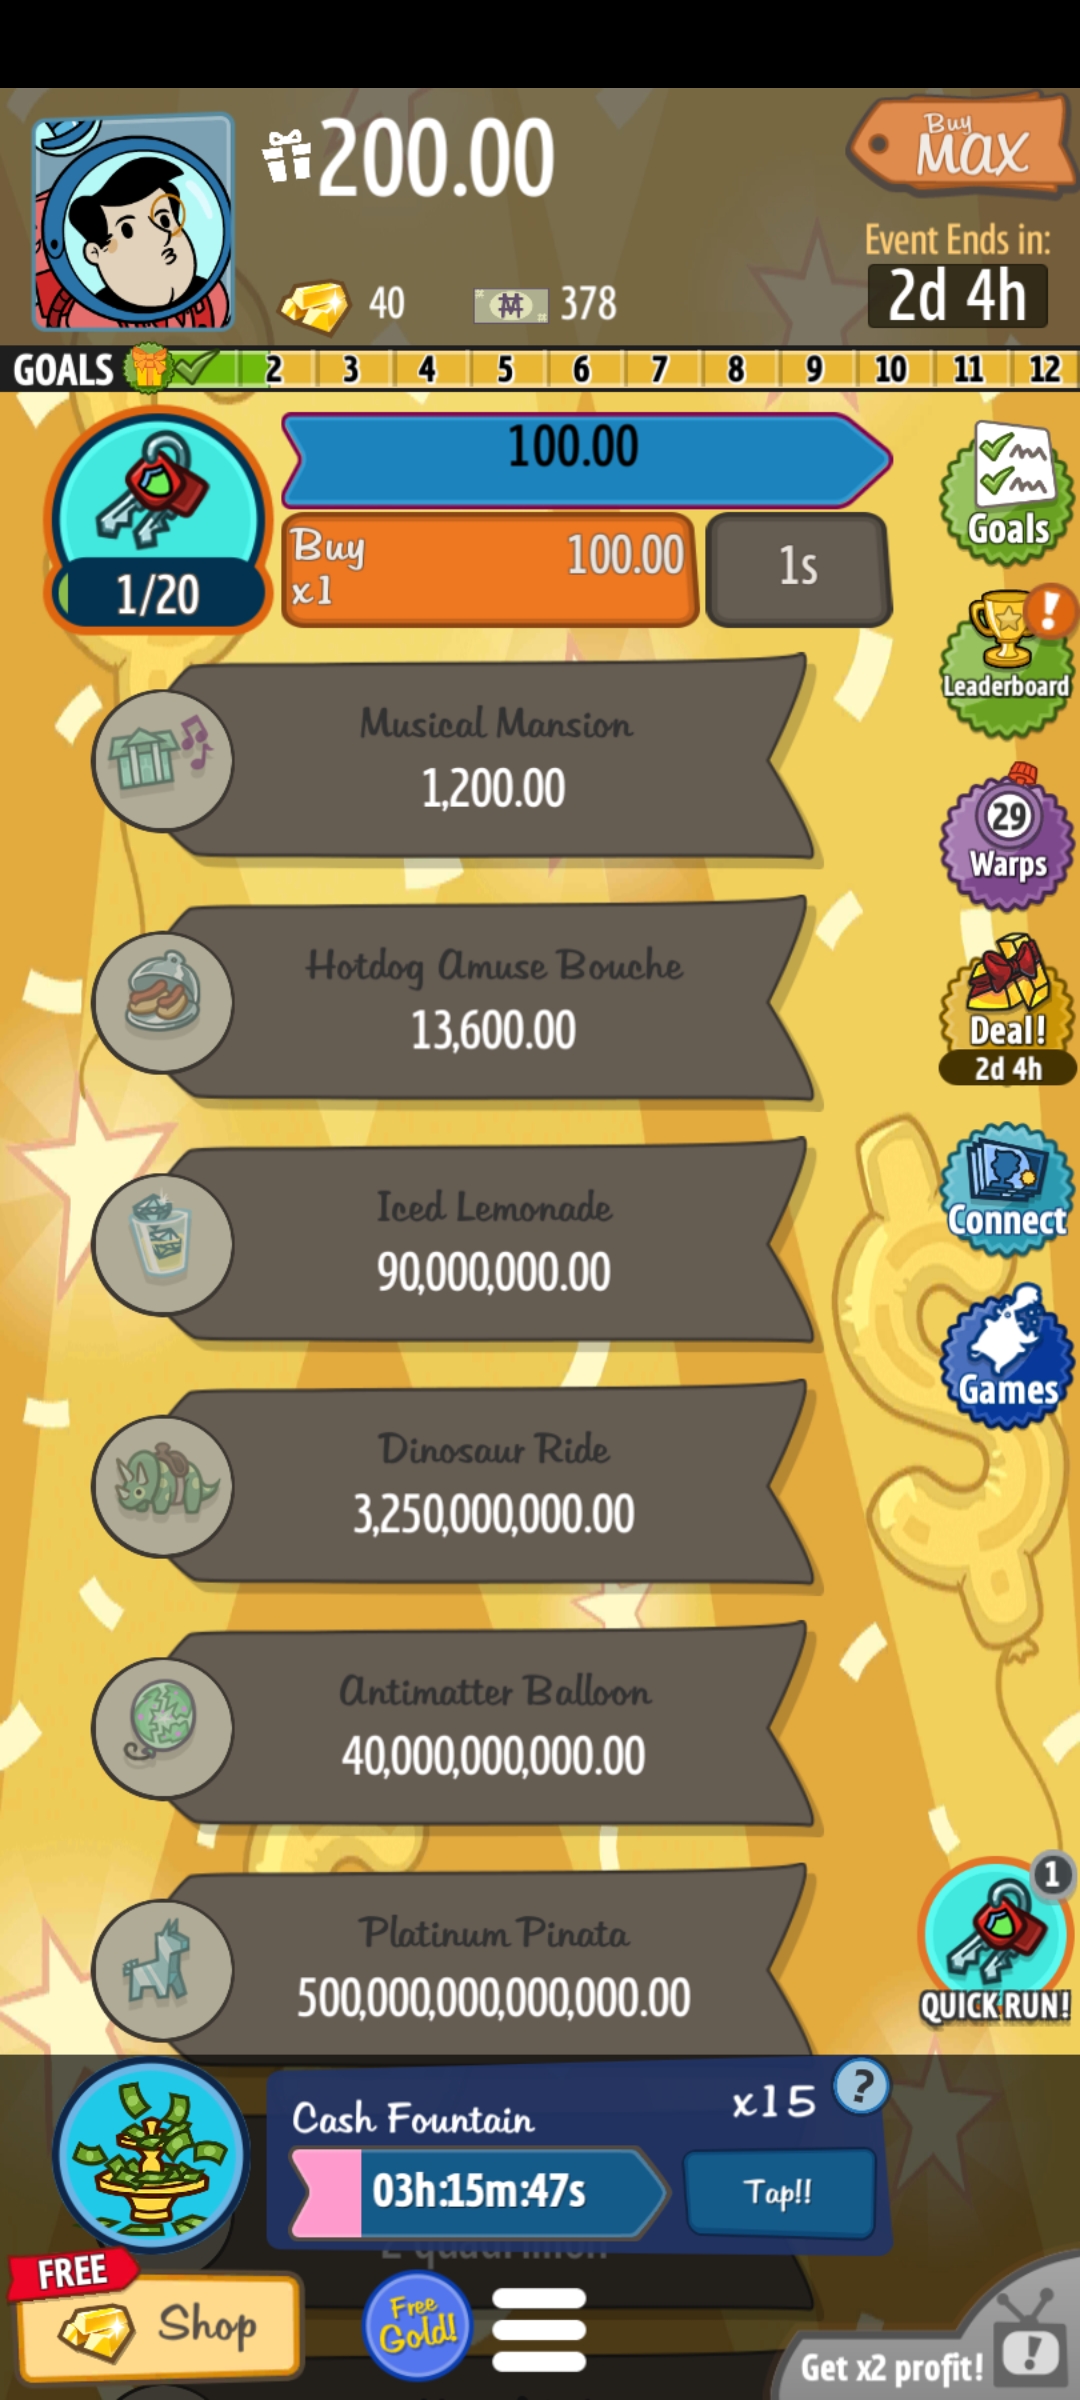 200.00
Buy
MAX
Event Ends in:
2d 4h
40
378
GOALS 2 3 4 5 6 7 8 9 10 11 12
100.00
Buy
x1
100.00
1s
1/20
Goals
!
Leaderboard
Musical Mansion
1,200.00
29
Warps
Hotdog Amuse Bouche
13,600.00
Deal!
2d 4h
Iced Lemonade
90,000,000.00
Connect
Games
Dinosaur Ride
3,250,000,000.00
Antimatter Balloon
40,000,000,000.00
Platinum Pinata
500,000,000,000,000.00
1
QUICK RUN!
Cash Fountain
x15
?
03h:15m:47s
Tap!!
FREE
Shop
Free
Gold!
Get x2 profit!
!